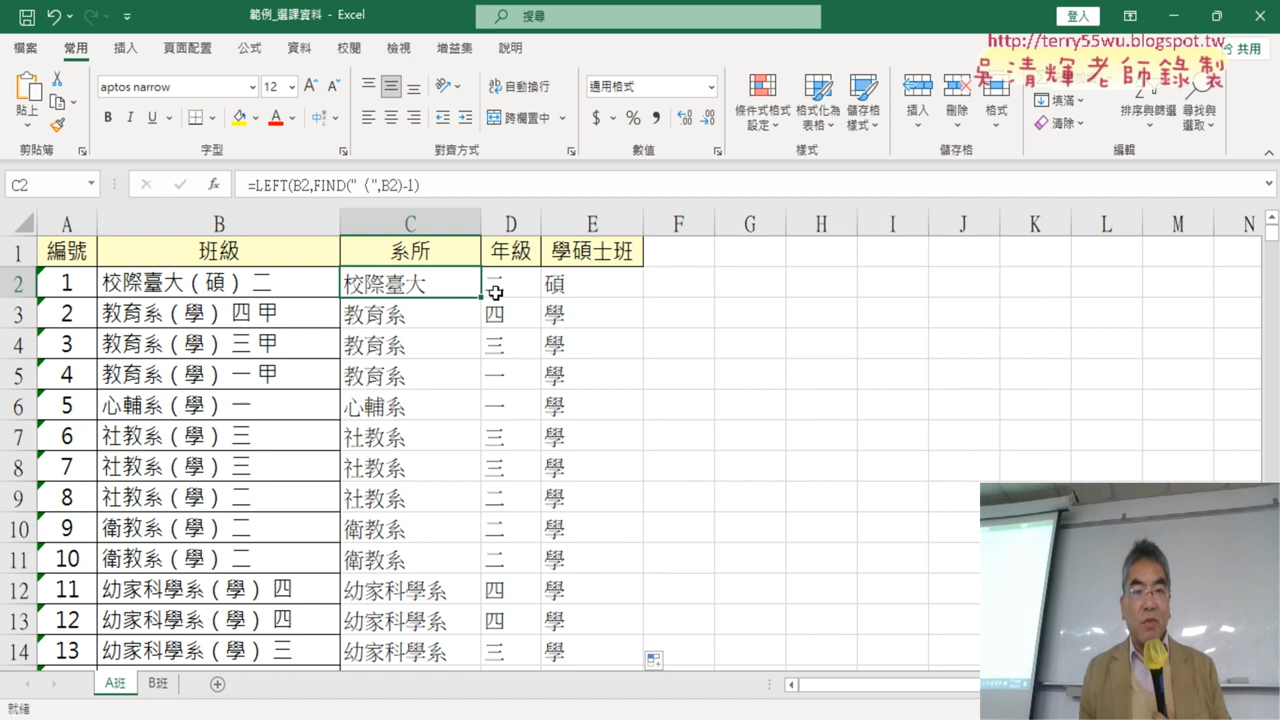 範例_選課資料 - Excel
搜尋
登入
http://terry55wu.blogspot.tw
吳清輝老師錄製
檔案 常用 插入 頁面配置 公式 資料 校閱 檢視 增益集 說明 共用
貼上 aptos narrow 12 自動換行 通用格式 條件式格式設定 格式化為表格 儲存格樣式 插入 刪除 格式 填滿 排序與篩選 尋找與選取
B I U 跨欄置中 $ % 清除
剪貼簿 字型 對齊方式 數值 樣式 儲存格 編輯
C2 fx =LEFT(B2,FIND("（",B2)-1)
A B C D E F G H I J K L M N
1 編號 班級 系所 年級 學碩士班
2 1 校際臺大（碩） 二 校際臺大 二 碩
3 2 教育系（學） 四 甲 教育系 四 學
4 3 教育系（學） 三 甲 教育系 三 學
5 4 教育系（學） 一 甲 教育系 一 學
6 5 心輔系（學） 一 心輔系 一 學
7 6 社教系（學） 三 社教系 三 學
8 7 社教系（學） 三 社教系 三 學
9 8 社教系（學） 二 社教系 二 學
10 9 衛教系（學） 二 衛教系 二 學
11 10 衛教系（學） 二 衛教系 二 學
12 11 幼家科學系（學） 四 幼家科學系 四 學
13 12 幼家科學系（學） 四 幼家科學系 四 學
14 13 幼家科學系（學） 三 幼家科學系 三 學
A班 B班
就緒